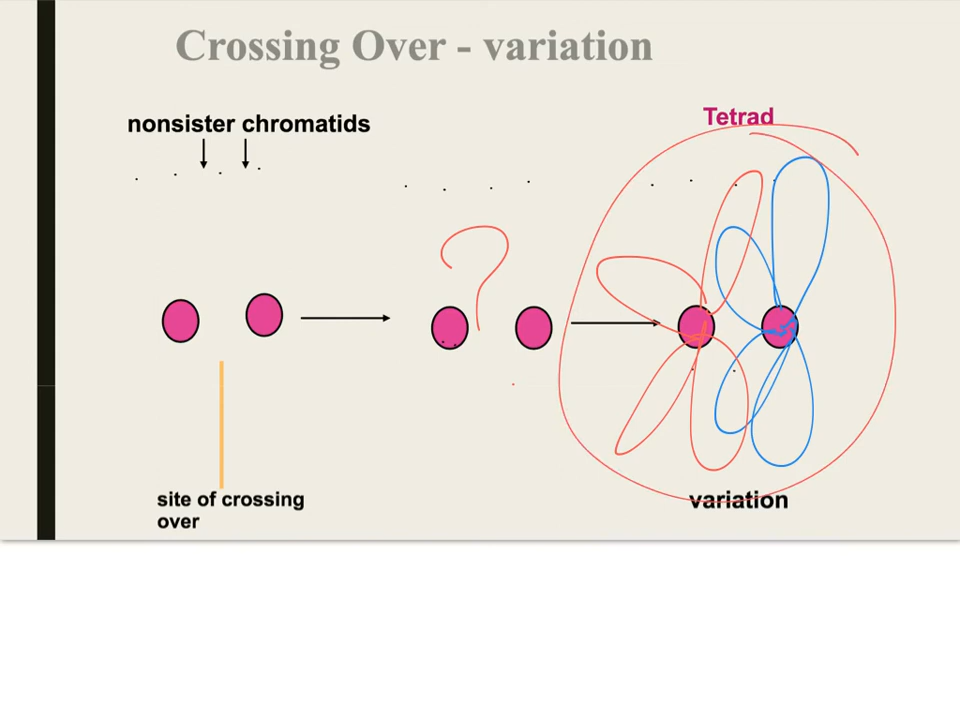 Crossing Over - variation
nonsister chromatids
Tetrad
?
site of crossing
over
variation